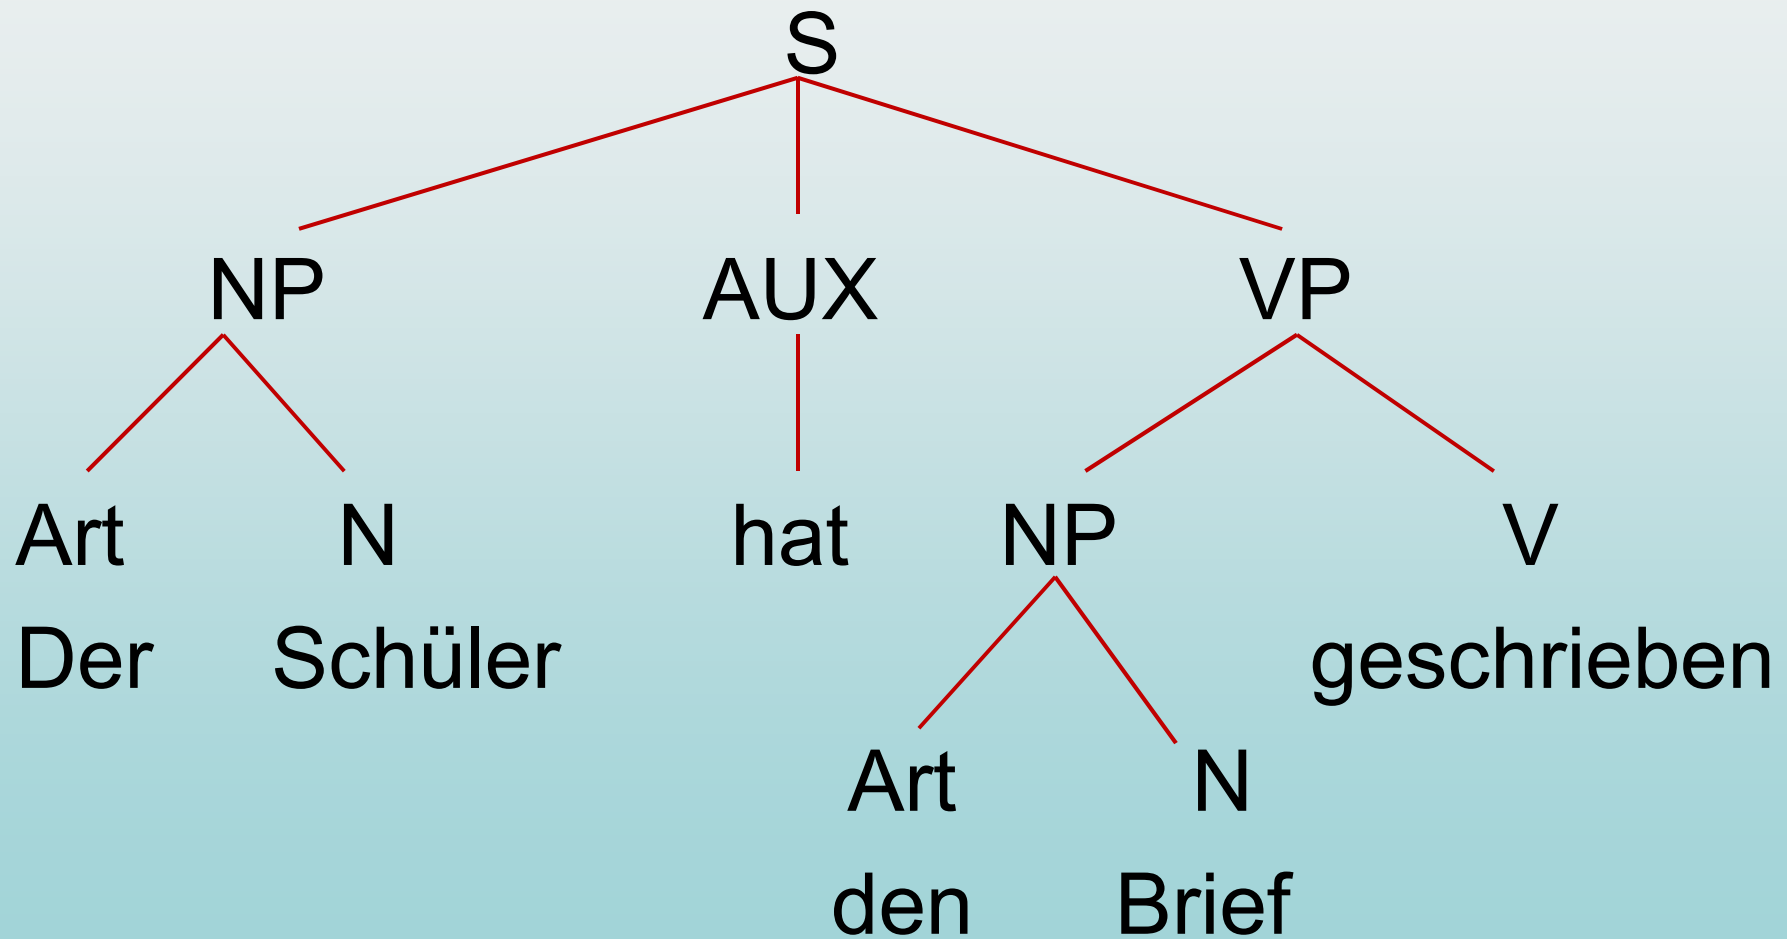 S
NP AUX VP
Art N hat NP V
Der Schüler geschrieben
Art N
den Brief